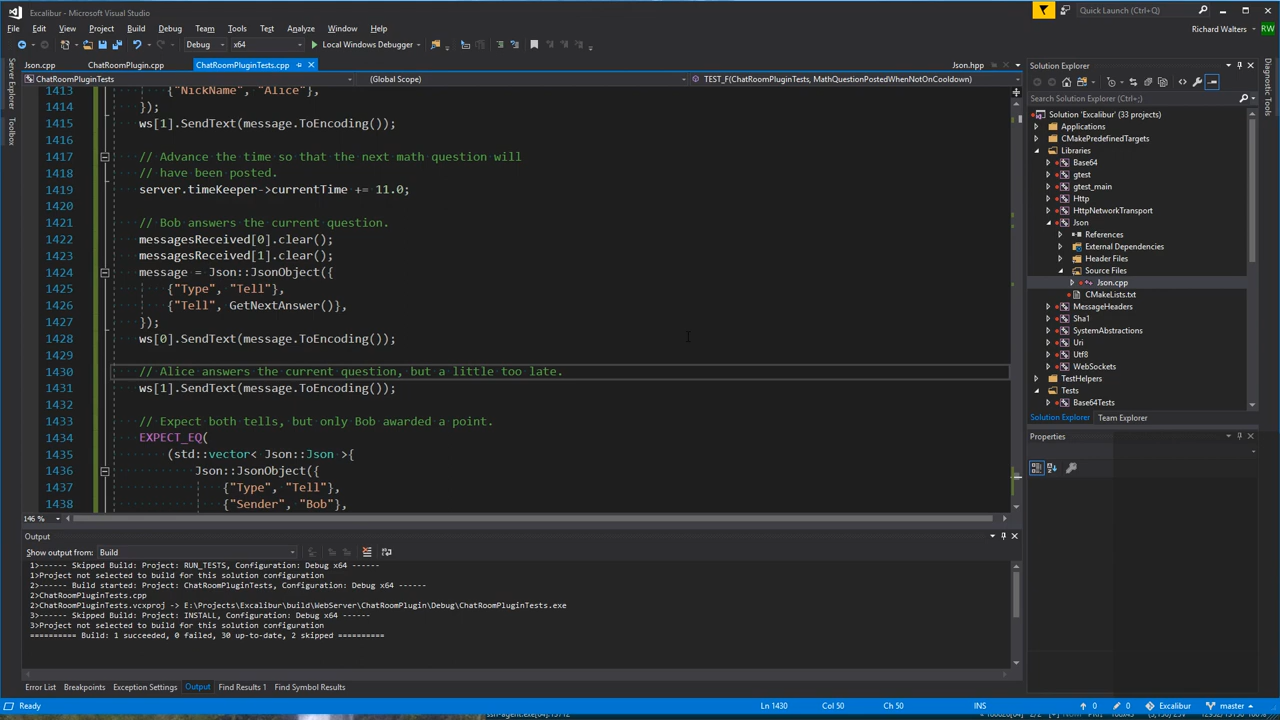 Excalibur - Microsoft Visual Studio
Quick Launch (Ctrl+Q)
File Edit View Project Build Debug Team Tools Test Analyze Window Help
Richard Walters RW
Debug x64 Local Windows Debugger
Json.cpp ChatRoomPlugin.cpp ChatRoomPluginTests.cpp Json.hpp
ChatRoomPluginTests (Global Scope) TEST_F(ChatRoomPluginTests, MathQuestionPostedWhenNotOnCooldown)
Server Explorer
Toolbox
1413 {"NickName", "Alice"},
1414 });
1415 ws[1].SendText(message.ToEncoding());
1416
1417 // Advance the time so that the next math question will
1418 // have been posted.
1419 server.timeKeeper->currentTime += 11.0;
1420
1421 // Bob answers the current question.
1422 messagesReceived[0].clear();
1423 messagesReceived[1].clear();
1424 message = Json::JsonObject({
1425 {"Type", "Tell"},
1426 {"Tell", GetNextAnswer()},
1427 });
1428 ws[0].SendText(message.ToEncoding());
1429
1430 // Alice answers the current question, but a little too late.
1431 ws[1].SendText(message.ToEncoding());
1432
1433 // Expect both tells, but only Bob awarded a point.
1434 EXPECT_EQ(
1435 (std::vector< Json::Json >{
1436 Json::JsonObject({
1437 {"Type", "Tell"},
1438 {"Sender", "Bob"},
146 %
Output
Show output from: Build
1>------ Skipped Build: Project: RUN_TESTS, Configuration: Debug x64 ------
1>Project not selected to build for this solution configuration
2>------ Build started: Project: ChatRoomPluginTests, Configuration: Debug x64 ------
2>ChatRoomPluginTests.cpp
2>ChatRoomPluginTests.vcxproj -> E:\Projects\Excalibur\build\WebServer\ChatRoomPlugin\Debug\ChatRoomPluginTests.exe
3>------ Skipped Build: Project: INSTALL, Configuration: Debug x64 ------
3>Project not selected to build for this solution configuration
========== Build: 1 succeeded, 0 failed, 30 up-to-date, 2 skipped ==========
Error List Breakpoints Exception Settings Output Find Results 1 Find Symbol Results
Solution Explorer
Search Solution Explorer (Ctrl+;)
Solution 'Excalibur' (33 projects)
Applications
CMakePredefinedTargets
Libraries
Base64
gtest
gtest_main
Http
HttpNetworkTransport
Json
References
External Dependencies
Header Files
Source Files
Json.cpp
CMakeLists.txt
MessageHeaders
Sha1
SystemAbstractions
Uri
Utf8
WebSockets
TestHelpers
Tests
Base64Tests
Solution Explorer Team Explorer
Properties
Diagnostic Tools
Ready Ln 1430 Col 50 Ch 50 INS 0 0 Excalibur master